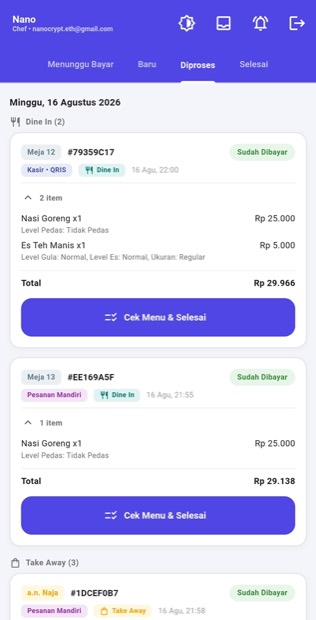 Nano
Chef • nanocrypt.eth@gmail.com
Menunggu Bayar Baru Diproses Selesai
Minggu, 16 Agustus 2026
Dine In (2)
Meja 12 #79359C17 Sudah Dibayar
Kasir • QRIS Dine In 16 Agu, 22:00
2 item
Nasi Goreng x1 Rp 25.000
Level Pedas: Tidak Pedas
Es Teh Manis x1 Rp 5.000
Level Gula: Normal, Level Es: Normal, Ukuran: Regular
Total Rp 29.966
Cek Menu & Selesai
Meja 13 #EE169A5F Sudah Dibayar
Pesanan Mandiri Dine In 16 Agu, 21:55
1 item
Nasi Goreng x1 Rp 25.000
Level Pedas: Tidak Pedas
Total Rp 29.138
Cek Menu & Selesai
Take Away (3)
a.n. Naja #1DCEF0B7 Sudah Dibayar
Pesanan Mandiri Take Away 16 Agu, 21:58